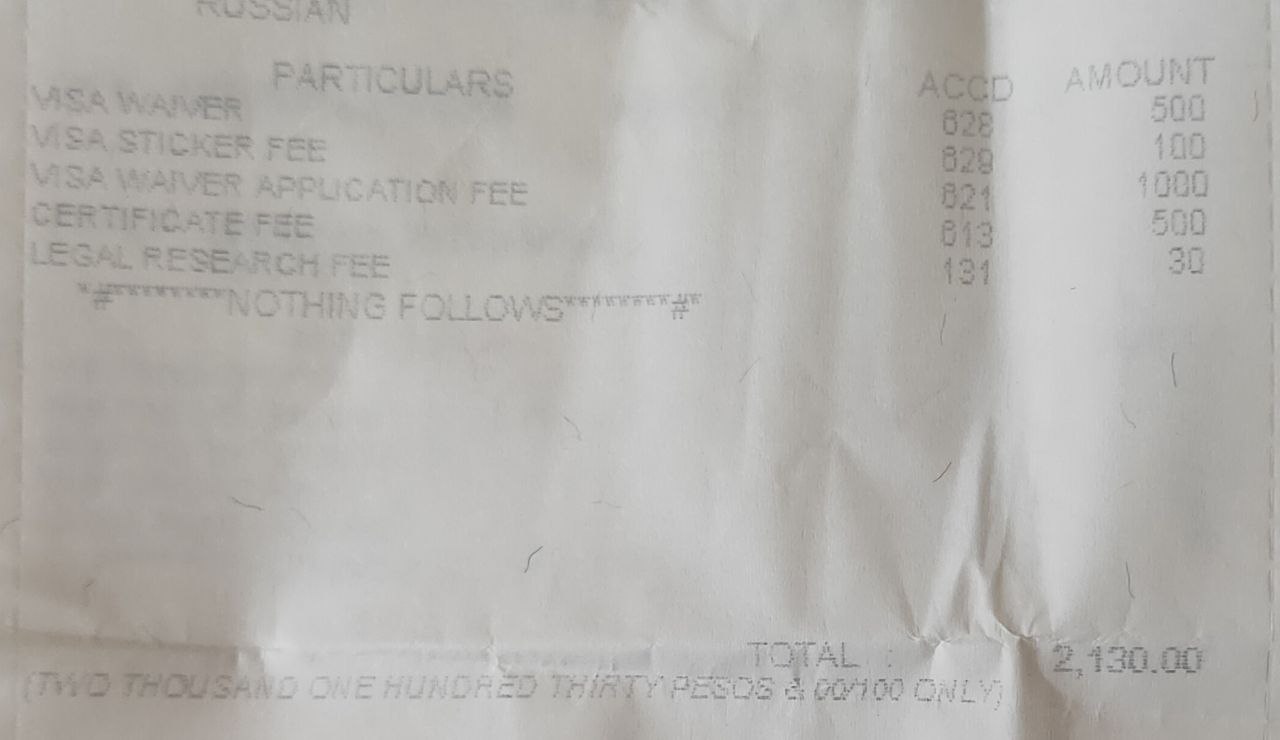 RUSSIAN
PARTICULARS ACCD AMOUNT
VISA WAIVER 628 500
VISA STICKER FEE 629 100
VISA WAIVER APPLICATION FEE 621 1000
CERTIFICATE FEE 613 500
LEGAL RESEARCH FEE 131 30
*#********NOTHING FOLLOWS********#*
TOTAL : 2,130.00
(TWO THOUSAND ONE HUNDRED THIRTY PESOS & 00/100 ONLY)